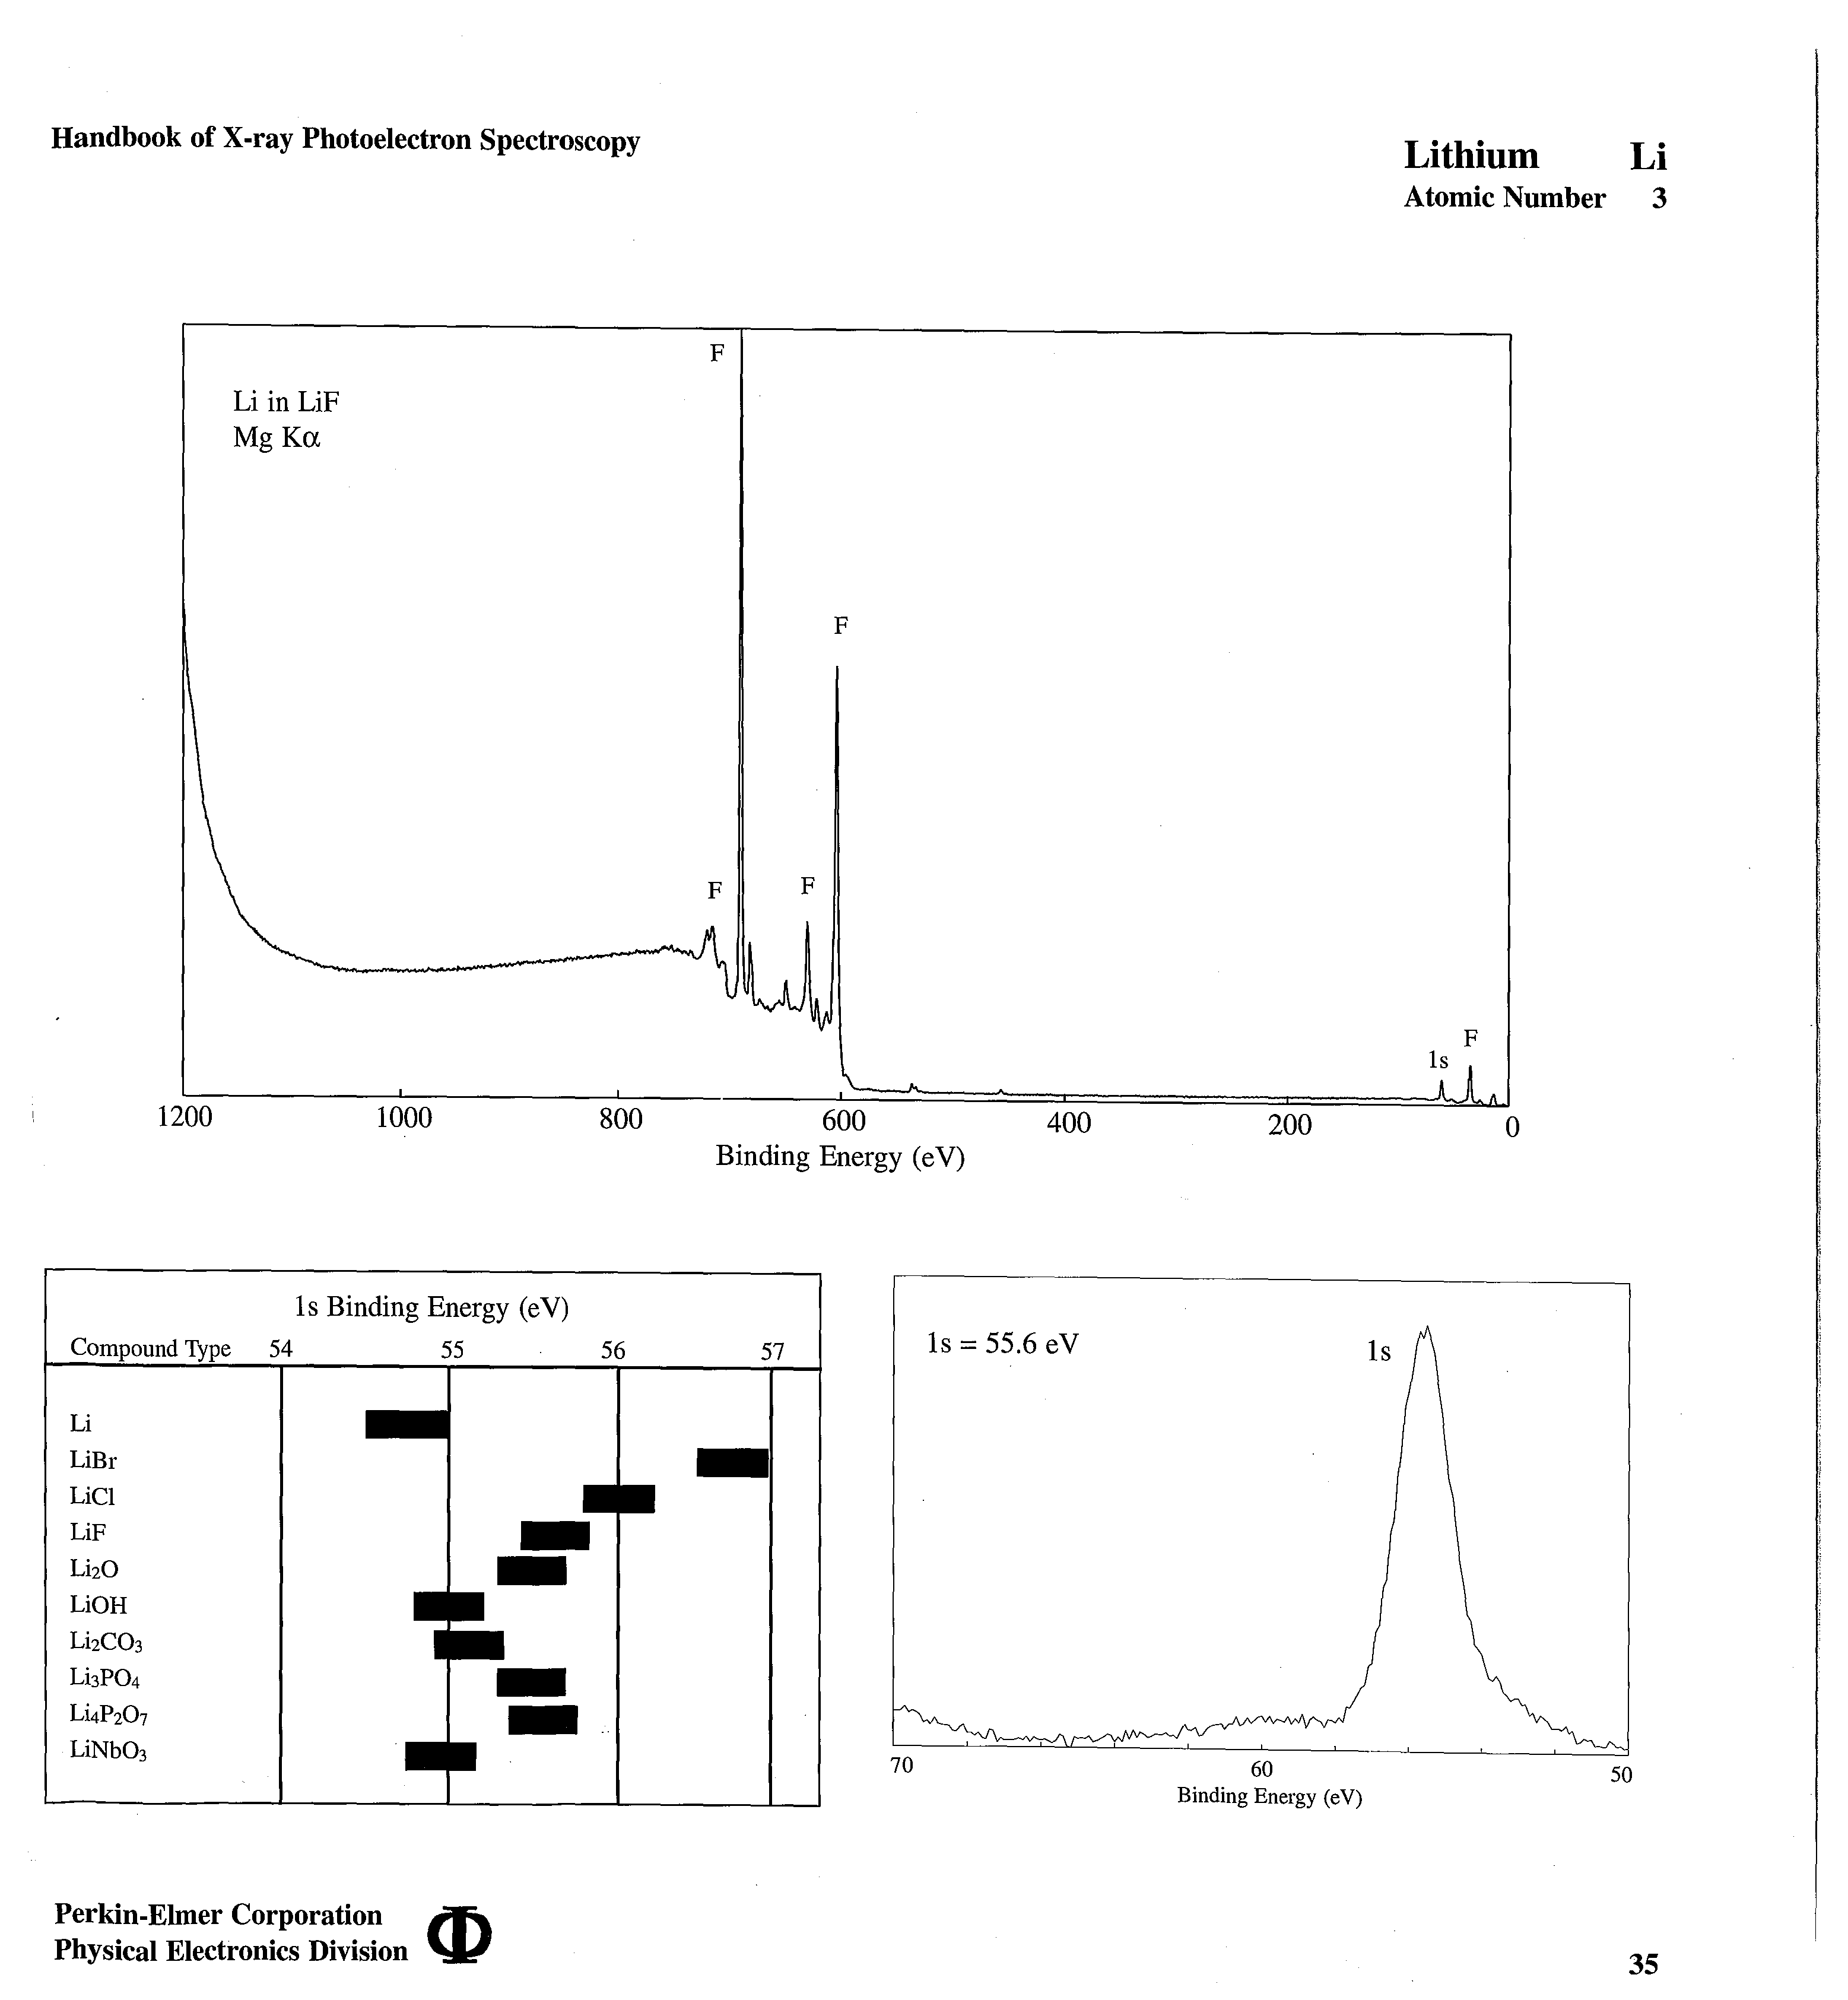 Handbook of X-ray Photoelectron Spectroscopy
Lithium Li
Atomic Number 3
F
Li in LiF
Mg Kα
F
F
F
F
1s
1200 1000 800 600 400 200 0
Binding Energy (eV)
1s Binding Energy (eV)
Compound Type 54 55 56 57
Li
LiBr
LiCl
LiF
Li₂O
LiOH
Li₂CO₃
Li₃PO₄
Li₄P₂O₇
LiNbO₃
1s = 55.6 eV
1s
70 60 50
Binding Energy (eV)
Perkin-Elmer Corporation
Physical Electronics Division
Φ
35